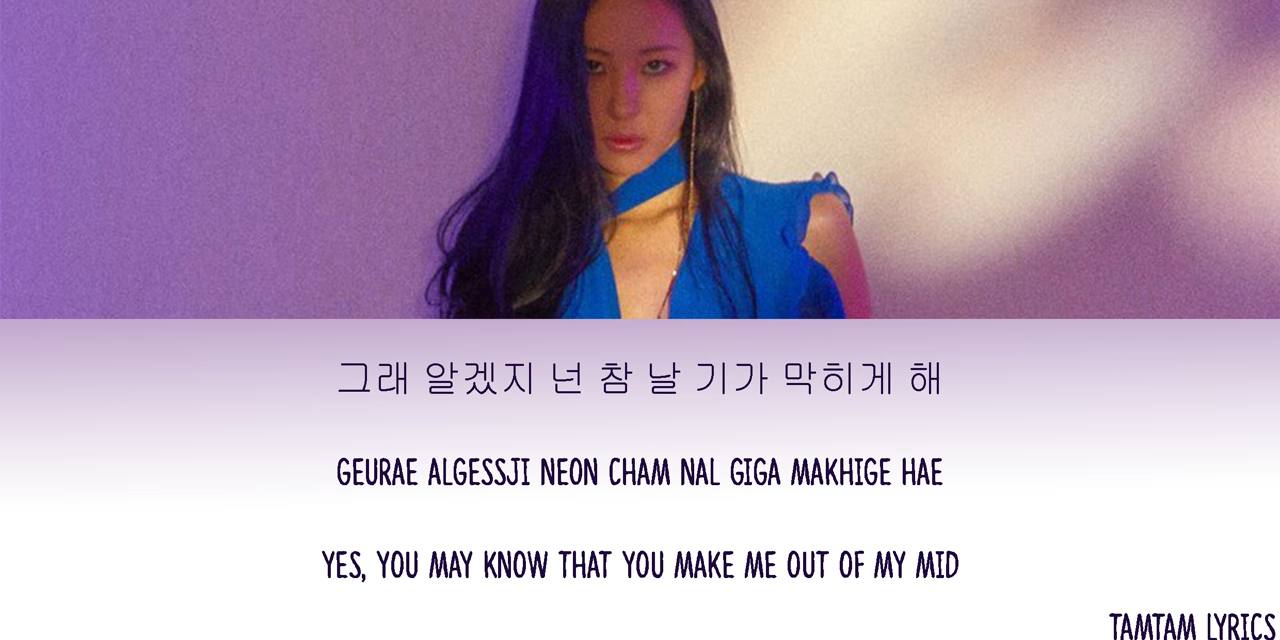 그래 알겠지 넌 참 날 기가 막히게 해
GEURAE ALGESSJI NEON CHAM NAL GIGA MAKHIGE HAE
YES, YOU MAY KNOW THAT YOU MAKE ME OUT OF MY MID
TAMTAM LYRICS